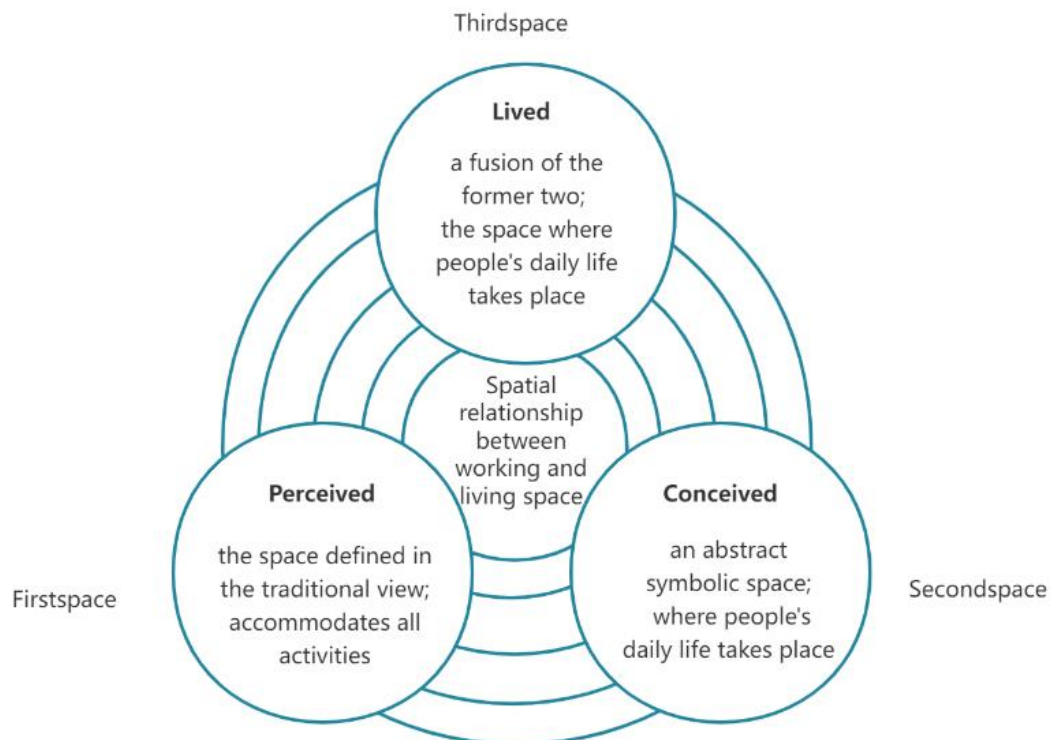 Thirdspace
Lived
a fusion of the
former two;
the space where
people's daily life
takes place
Spatial
relationship
between
working and
living space
Perceived
the space defined in
the traditional view;
accommodates all
activities
Conceived
an abstract
symbolic space;
where people's
daily life takes place
Firstspace
Secondspace